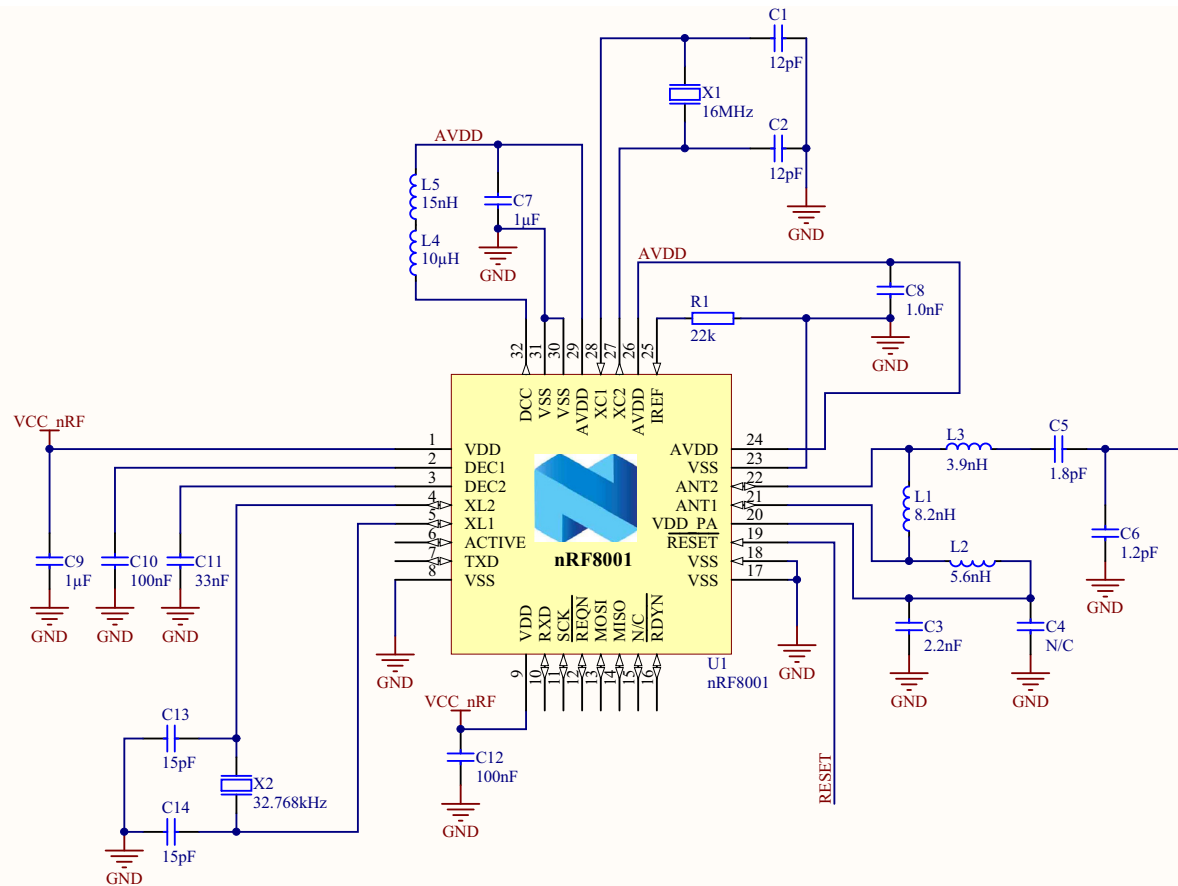 C1
12pF
X1
16MHz
C2
12pF
GND
AVDD
L5
15nH
C7
1µF
L4
10µH
GND
AVDD
C8
1.0nF
R1
22k
GND
32
31
30
29
28
27
26
25
DCC
VSS
VSS
AVDD
XC1
XC2
AVDD
IREF
VCC_nRF
1
VDD
2
DEC1
3
DEC2
4
XL2
5
XL1
6
ACTIVE
7
TXD
8
VSS
AVDD
24
VSS
23
ANT2
22
ANT1
21
VDD_PA
20
RESET
19
VSS
18
VSS
17
nRF8001
L3
3.9nH
C5
1.8pF
L1
8.2nH
L2
5.6nH
C6
1.2pF
GND
C9
1µF
GND
C10
100nF
GND
C11
33nF
GND
C3
2.2nF
GND
C4
N/C
GND
VDD
RXD
SCK
REQN
MOSI
MISO
N/C
RDYN
9
10
11
12
13
14
15
16
U1
nRF8001
GND
GND
VCC_nRF
C12
100nF
GND
RESET
C13
15pF
X2
32.768kHz
C14
15pF
GND